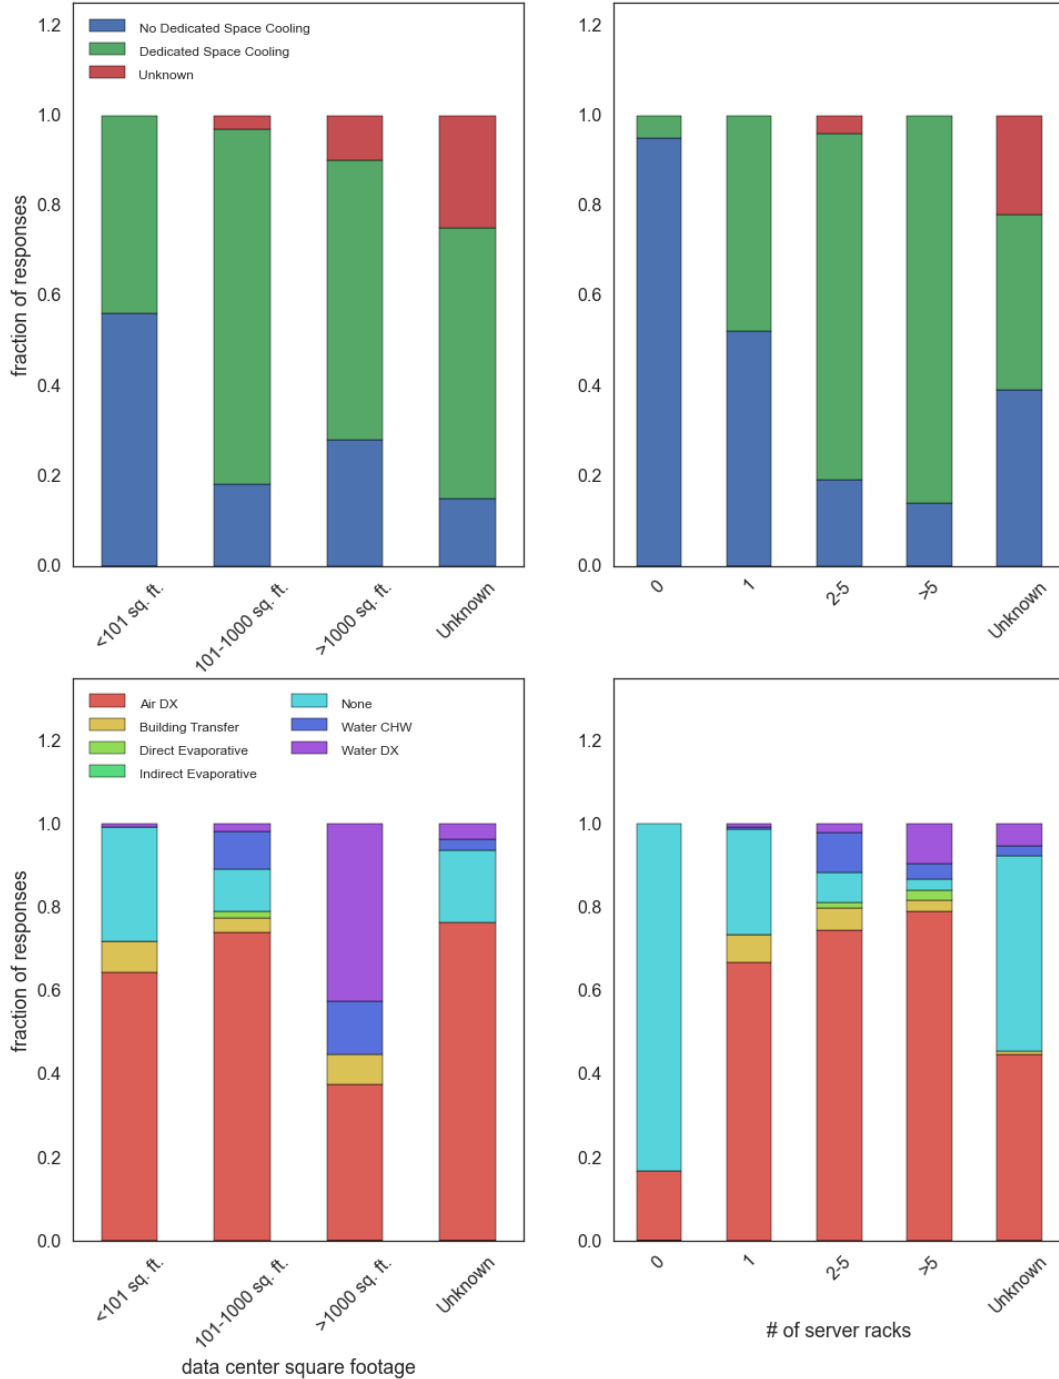 1.2
1.0
0.8
0.6
0.4
0.2
0.0
fraction of responses
No Dedicated Space Cooling
Dedicated Space Cooling
Unknown
<101 sq. ft.
101-1000 sq. ft.
>1000 sq. ft.
Unknown
1.2
1.0
0.8
0.6
0.4
0.2
0.0
0
1
2-5
>5
Unknown
1.2
1.0
0.8
0.6
0.4
0.2
0.0
fraction of responses
Air DX
Building Transfer
Direct Evaporative
Indirect Evaporative
None
Water CHW
Water DX
<101 sq. ft.
101-1000 sq. ft.
>1000 sq. ft.
Unknown
data center square footage
1.2
1.0
0.8
0.6
0.4
0.2
0.0
0
1
2-5
>5
Unknown
# of server racks